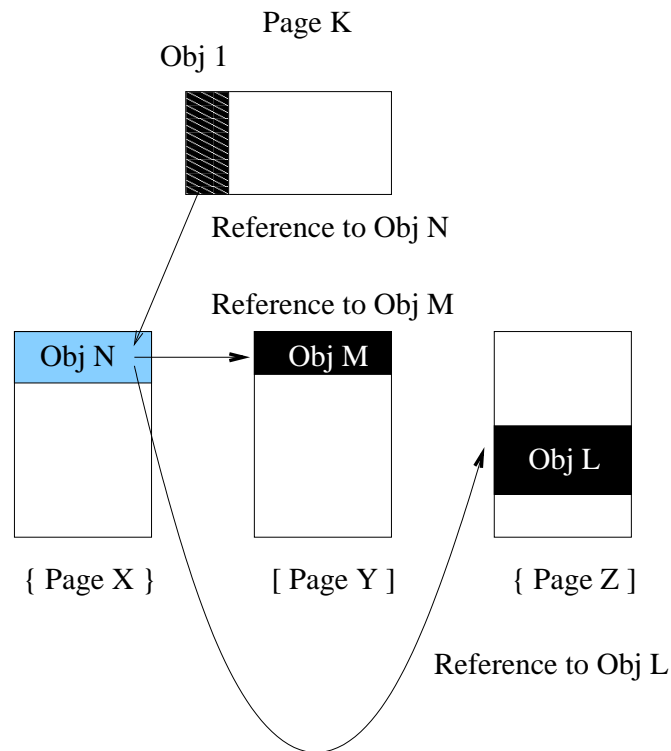 Page K
Obj 1
Reference to Obj N
Reference to Obj M
Obj N
Obj M
Obj L
{ Page X }
[ Page Y ]
{ Page Z ]
Reference to Obj L